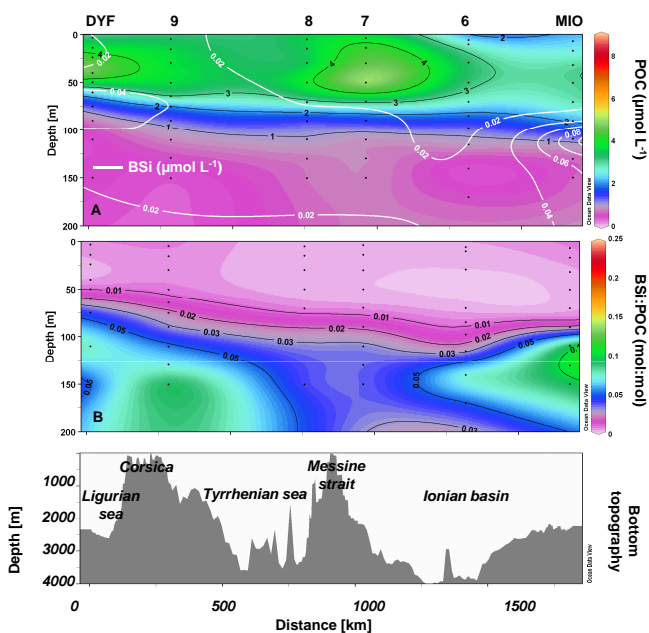 DYF 9 8 7 6 MIO
0
50
100
150
200
Depth [m]
4
0.02
0.04
2
1
3
4
3
2
1
0.02
0.02
2
2
1
0.08
0.06
0.04
0.02
0.02
BSi (µmol L-1)
A
Ocean Data View
8
6
4
2
0
POC (µmol L-1)
0
50
100
150
200
Depth [m]
0.01
0.02
0.03
0.05
0.05
0.01
0.02
0.03
0.01
0.02
0.03
0.05
0.05
0.03
B
Ocean Data View
0.25
0.2
0.15
0.1
0.05
0
BSi:POC (mol:mol)
1000
2000
3000
4000
Depth [m]
Corsica
Ligurian
sea
Tyrrhenian sea
Messine
strait
Ionian basin
Ocean Data View
Bottom
topography
0 500 1000 1500
Distance [km]